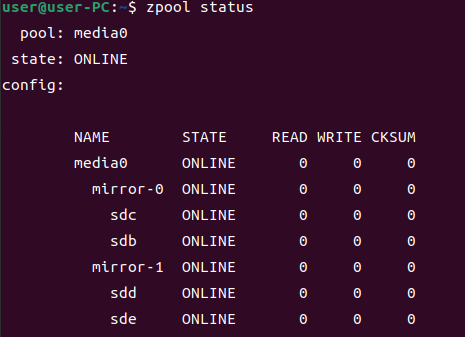 user@user-PC:~$ zpool status
pool: media0
state: ONLINE
config:
NAME STATE READ WRITE CKSUM
media0 ONLINE 0 0 0
mirror-0 ONLINE 0 0 0
sdc ONLINE 0 0 0
sdb ONLINE 0 0 0
mirror-1 ONLINE 0 0 0
sdd ONLINE 0 0 0
sde ONLINE 0 0 0